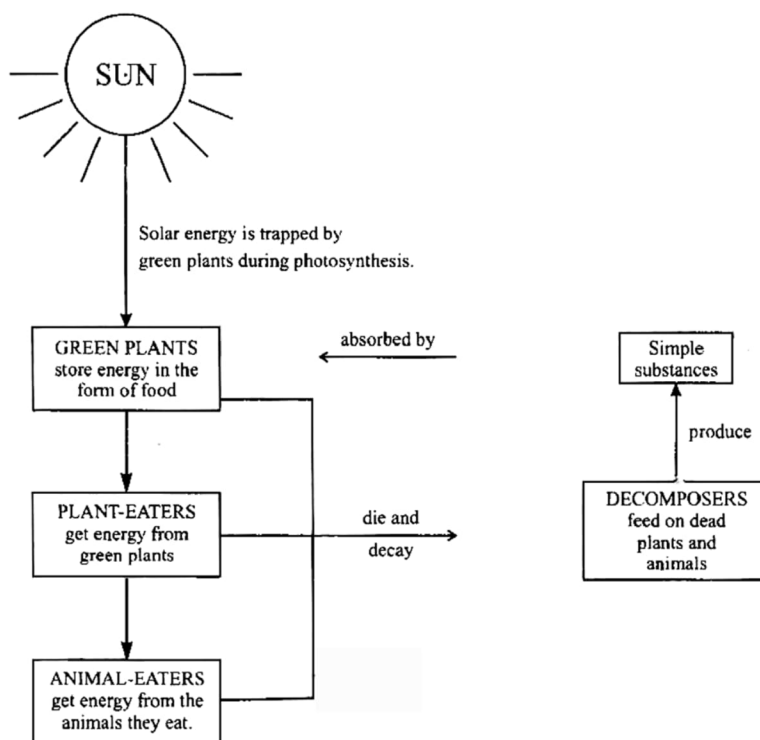 SUN
Solar energy is trapped by
green plants during photosynthesis.
GREEN PLANTS
store energy in the
form of food
absorbed by
Simple
substances
produce
PLANT-EATERS
get energy from
green plants
die and
decay
DECOMPOSERS
feed on dead
plants and
animals
ANIMAL-EATERS
get energy from the
animals they eat.